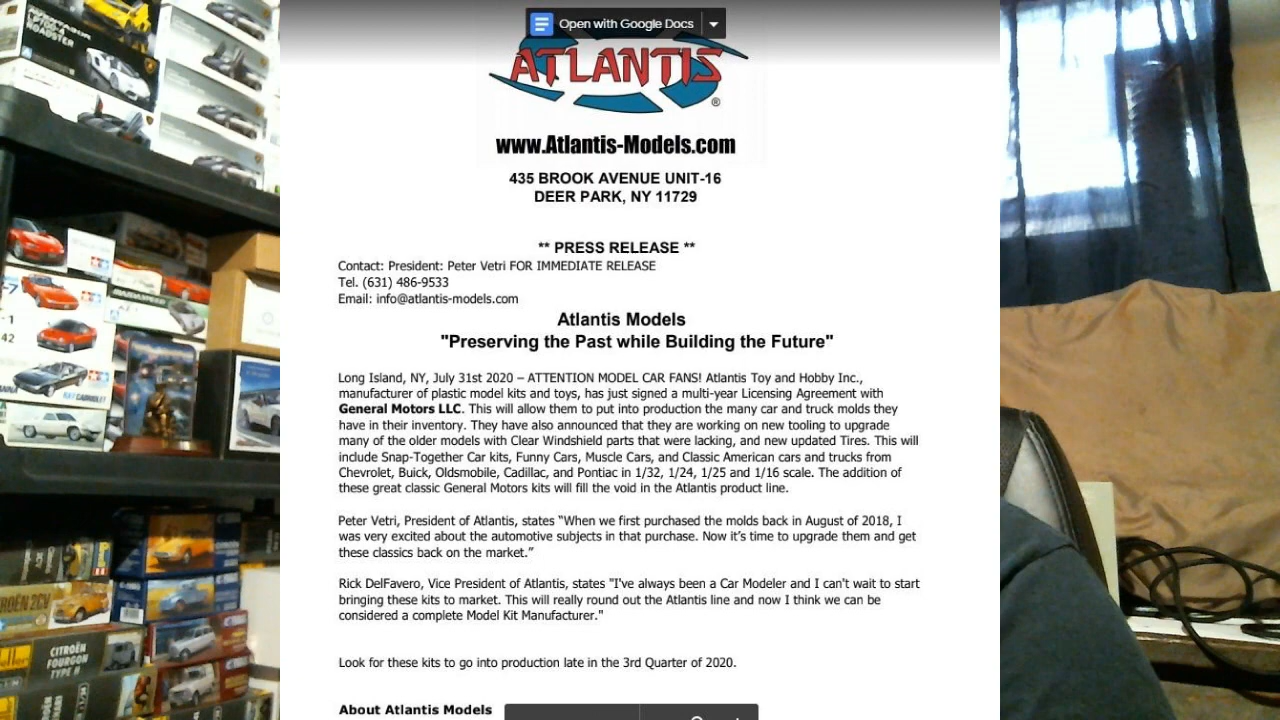 Open with Google Docs
ATLANTIS
®
www.Atlantis-Models.com
435 BROOK AVENUE UNIT-16
DEER PARK, NY 11729
** PRESS RELEASE **
Contact: President: Peter Vetri FOR IMMEDIATE RELEASE
Tel. (631) 486-9533
Email: info@atlantis-models.com
Atlantis Models
"Preserving the Past while Building the Future"
Long Island, NY, July 31st 2020 – ATTENTION MODEL CAR FANS! Atlantis Toy and Hobby Inc.,
manufacturer of plastic model kits and toys, has just signed a multi-year Licensing Agreement with
General Motors LLC. This will allow them to put into production the many car and truck molds they
have in their inventory. They have also announced that they are working on new tooling to upgrade
many of the older models with Clear Windshield parts that were lacking, and new updated Tires. This will
include Snap-Together Car kits, Funny Cars, Muscle Cars, and Classic American cars and trucks from
Chevrolet, Buick, Oldsmobile, Cadillac, and Pontiac in 1/32, 1/24, 1/25 and 1/16 scale. The addition of
these great classic General Motors kits will fill the void in the Atlantis product line.
Peter Vetri, President of Atlantis, states “When we first purchased the molds back in August of 2018, I
was very excited about the automotive subjects in that purchase. Now it’s time to upgrade them and get
these classics back on the market.”
Rick DelFavero, Vice President of Atlantis, states "I've always been a Car Modeler and I can't wait to start
bringing these kits to market. This will really round out the Atlantis line and now I think we can be
considered a complete Model Kit Manufacturer."
Look for these kits to go into production late in the 3rd Quarter of 2020.
About Atlantis Models
ROADSTER
42
CITROËN
FOURGON
TYPE H